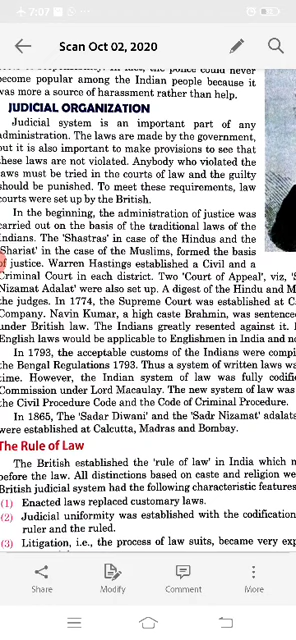 7:07
Scan Oct 02, 2020
become popular among the Indian people because it
was more a source of harassment rather than help.
JUDICIAL ORGANIZATION
Judicial system is an important part of any
administration. The laws are made by the government,
but it is also important to make provisions to see that
these laws are not violated. Anybody who violated the
laws must be tried in the courts of law and the guilty
should be punished. To meet these requirements, law
courts were set up by the British.
In the beginning, the administration of justice was
carried out on the basis of the traditional laws of the
Indians. The 'Shastras' in case of the Hindus and the
'Shariat' in the case of the Muslims, formed the basis
of justice. Warren Hastings established a Civil and a
Criminal Court in each district. Two 'Court of Appeal', viz,
Nizamat Adalat' were also set up. A digest of the Hindu and M
the judges. In 1774, the Supreme Court was established at C
Company. Navin Kumar, a high caste Brahmin, was sentence
under British law. The Indians greatly resented against it.
English laws would be applicable to Englishmen in India and no
In 1793, the acceptable customs of the Indians were compi
the Bengal Regulations 1793. Thus a system of written laws wa
time. However, the Indian system of law was fully codifie
Commission under Lord Macaulay. The new system of law was
the Civil Procedure Code and the Code of Criminal Procedure.
In 1865, The 'Sadar Diwani' and the 'Sadr Nizamat' adalats
were established at Calcutta, Madras and Bombay.
The Rule of Law
The British established the 'rule of law' in India which m
before the law. All distinctions based on caste and religion we
British judicial system had the following characteristic features
(1) Enacted laws replaced customary laws.
(2) Judicial uniformity was established with the codification
ruler and the ruled.
(3) Litigation, i.e., the process of law suits, became very exp
Share Modify Comment More